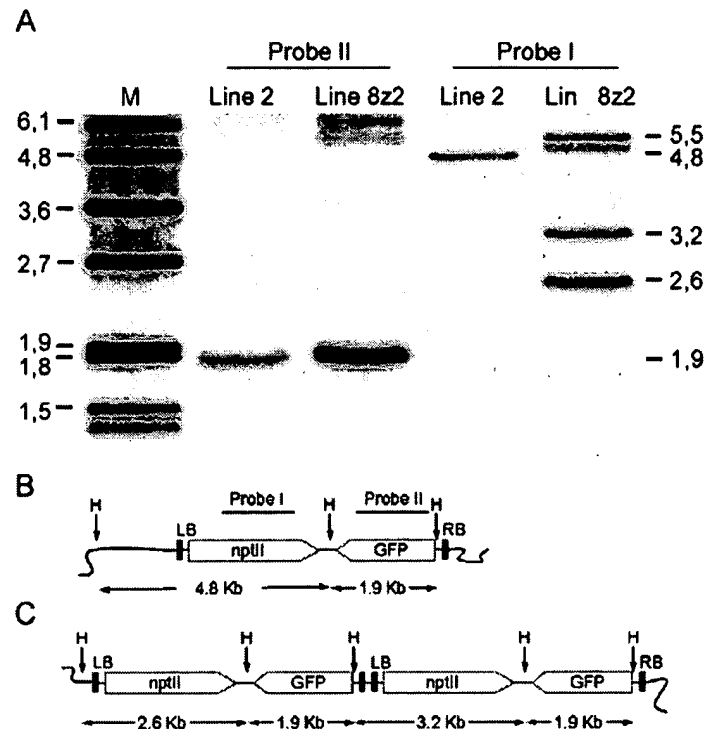 A
Probe II Probe I
M Line 2 Line 8z2 Line 2 Lin 8z2
6,1
4,8
3,6
2,7
1,9
1,8
1,5
5,5
4,8
3,2
2,6
1,9
B
H Probe I H Probe II H
LB nptII GFP RB
4.8 Kb 1.9 Kb
C
H H H H H
LB nptII GFP LB nptII GFP RB
2.6 Kb 1.9 Kb 3.2 Kb 1.9 Kb